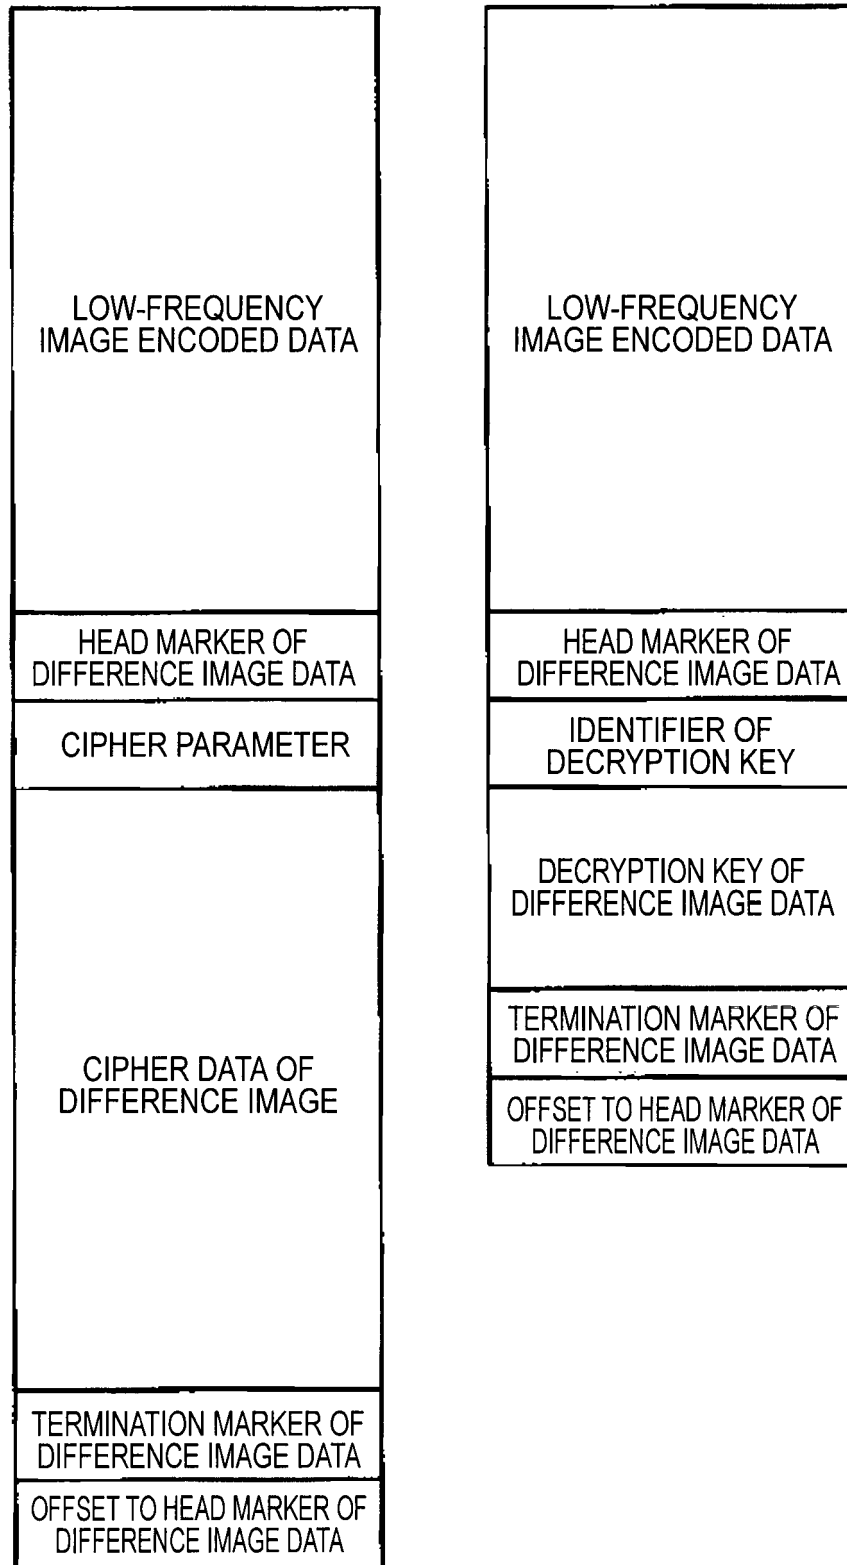 LOW-FREQUENCY
IMAGE ENCODED DATA
HEAD MARKER OF
DIFFERENCE IMAGE DATA
CIPHER PARAMETER
CIPHER DATA OF
DIFFERENCE IMAGE
TERMINATION MARKER OF
DIFFERENCE IMAGE DATA
OFFSET TO HEAD MARKER OF
DIFFERENCE IMAGE DATA
LOW-FREQUENCY
IMAGE ENCODED DATA
HEAD MARKER OF
DIFFERENCE IMAGE DATA
IDENTIFIER OF
DECRYPTION KEY
DECRYPTION KEY OF
DIFFERENCE IMAGE DATA
TERMINATION MARKER OF
DIFFERENCE IMAGE DATA
OFFSET TO HEAD MARKER OF
DIFFERENCE IMAGE DATA